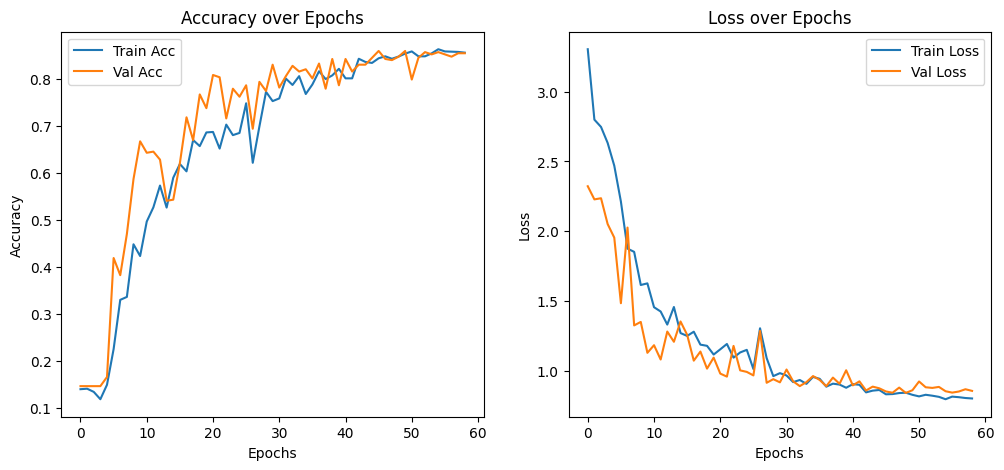 Accuracy over Epochs
Train Acc
Val Acc
Accuracy
0.8
0.7
0.6
0.5
0.4
0.3
0.2
0.1
0 10 20 30 40 50 60
Epochs
Loss over Epochs
Train Loss
Val Loss
Loss
3.0
2.5
2.0
1.5
1.0
0 10 20 30 40 50 60
Epochs